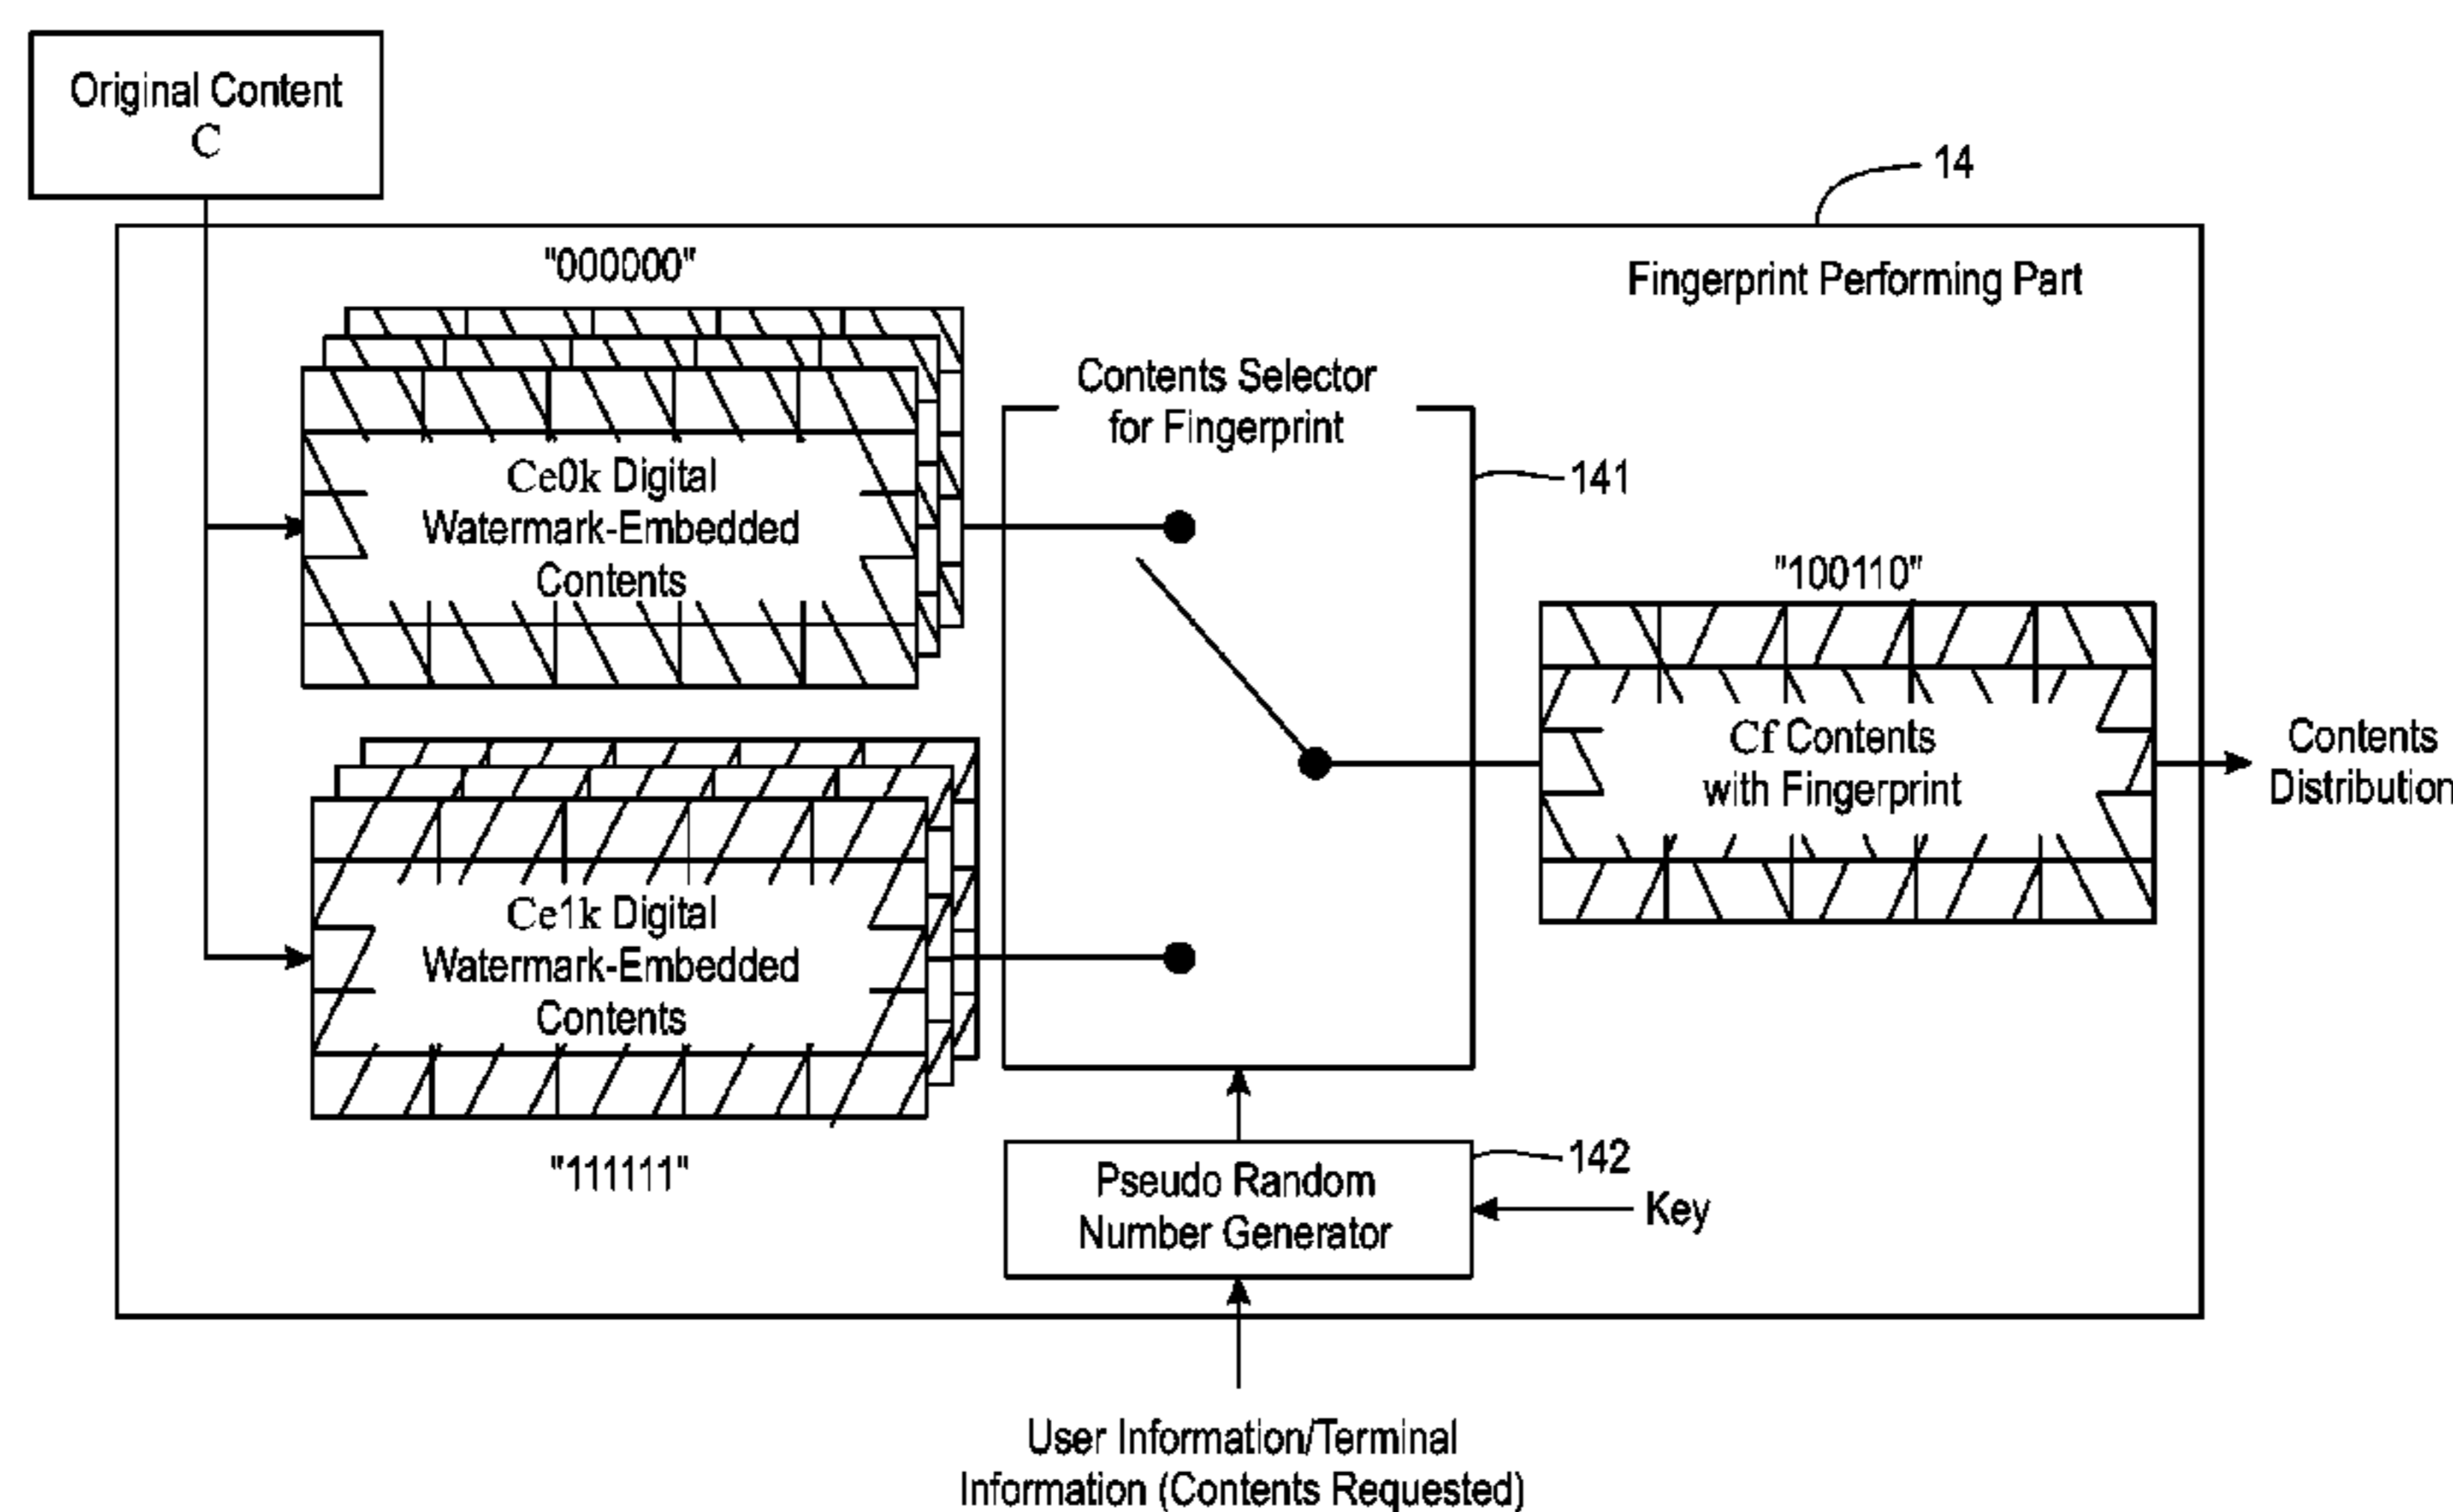 Original Content
C
14
"000000"
Fingerprint Performing Part
Contents Selector
for Fingerprint
141
Ce0k Digital
Watermark-Embedded
Contents
"100110"
Cf Contents
with Fingerprint
Contents
Distribution
Ce1k Digital
Watermark-Embedded
Contents
"111111"
142
Pseudo Random
Number Generator
Key
User Information/Terminal
Information (Contents Requested)